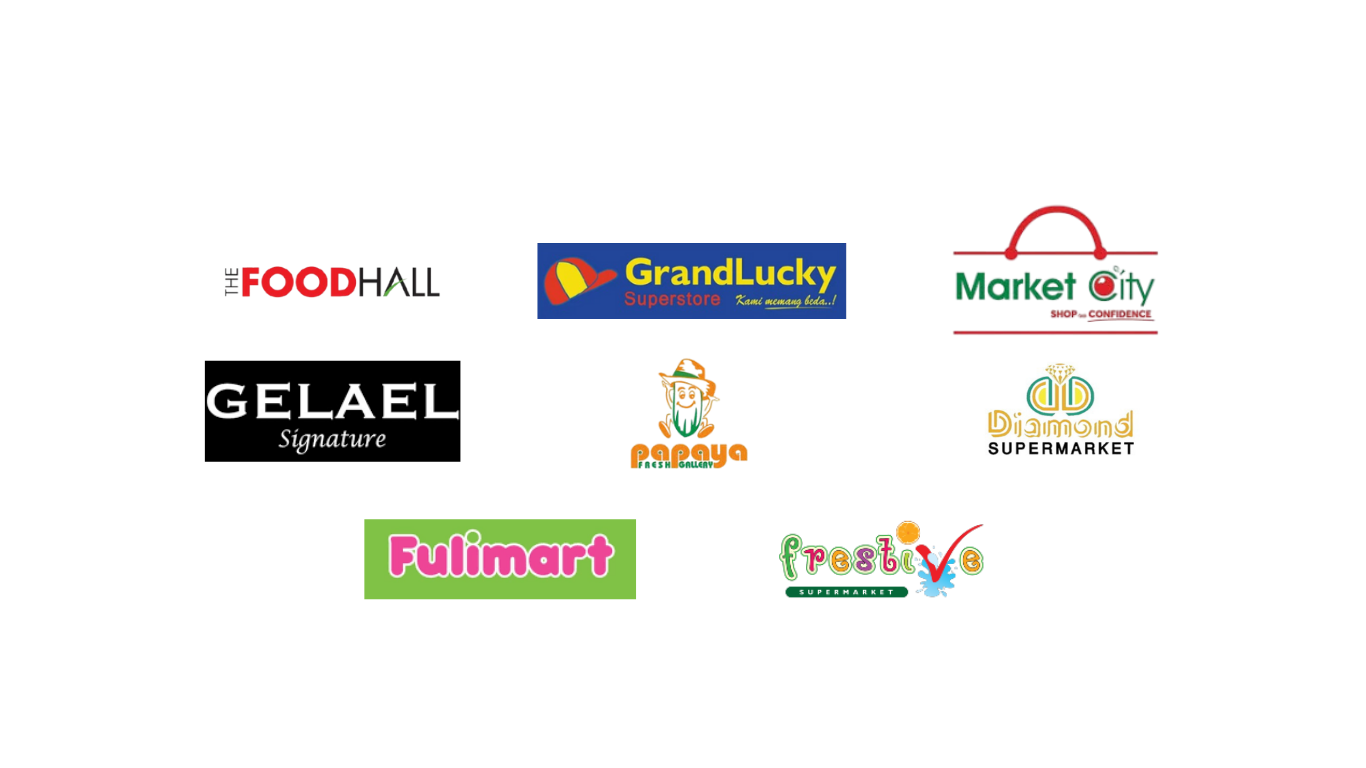 THE FOODHALL
GrandLucky
Superstore Kami memang beda..!
Market City
SHOP CONFIDENCE
GELAEL
Signature
papaya
FRESH GALLERY
Diamond
SUPERMARKET
Fulimart
frestive
SUPERMARKET